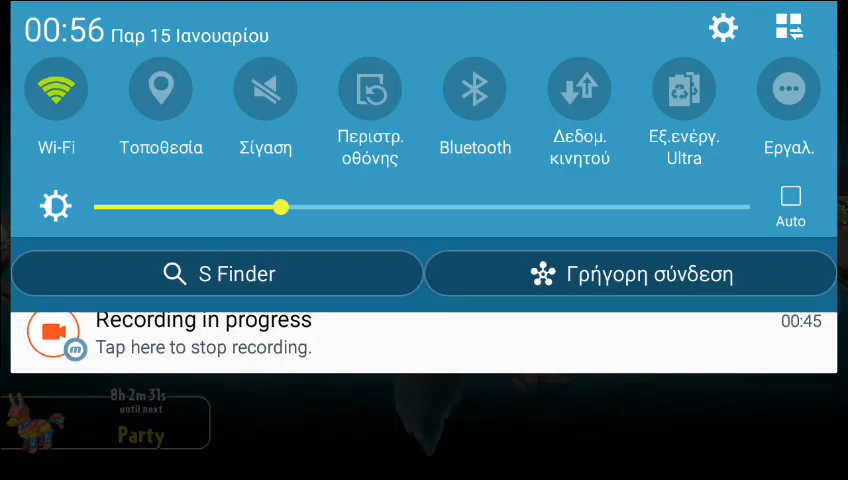 00:56 Παρ 15 Ιανουαρίου
Wi-Fi
Τοποθεσία
Σίγαση
Περιστρ.
οθόνης
Bluetooth
Δεδομ.
κινητού
Εξ.ενέργ.
Ultra
Εργαλ.
Auto
S Finder
Γρήγορη σύνδεση
Recording in progress
00:45
Tap here to stop recording.
8h 2m 31s
until next
Party